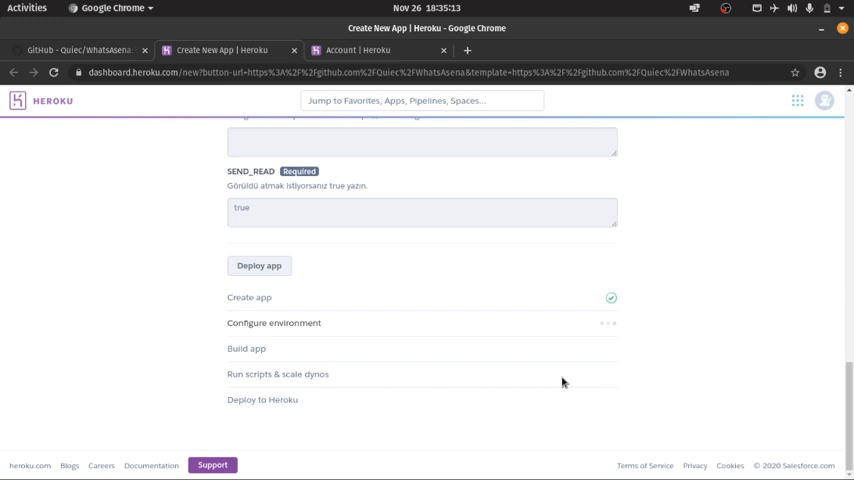 Activities
Google Chrome
Nov 26 18:35:13
Create New App | Heroku - Google Chrome
GitHub - Quiec/WhatsAsena:
Create New App | Heroku
Account | Heroku
dashboard.heroku.com/new?button-url=https%3A%2F%2Fgithub.com%2FQuiec%2FWhatsAsena&template=https%3A%2F%2Fgithub.com%2FQuiec%2FWhatsAsena
HEROKU
Jump to Favorites, Apps, Pipelines, Spaces...
SEND_READ Required
Görüldü atmak istiyorsanız true yazın.
true
Deploy app
Create app
Configure environment
Build app
Run scripts & scale dynos
Deploy to Heroku
heroku.com Blogs Careers Documentation Support Terms of Service Privacy Cookies © 2020 Salesforce.com